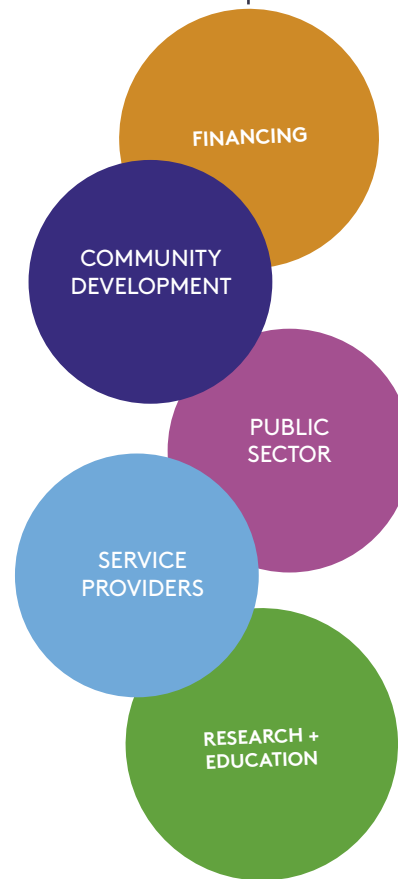 FINANCING
COMMUNITY
DEVELOPMENT
PUBLIC
SECTOR
SERVICE
PROVIDERS
RESEARCH +
EDUCATION